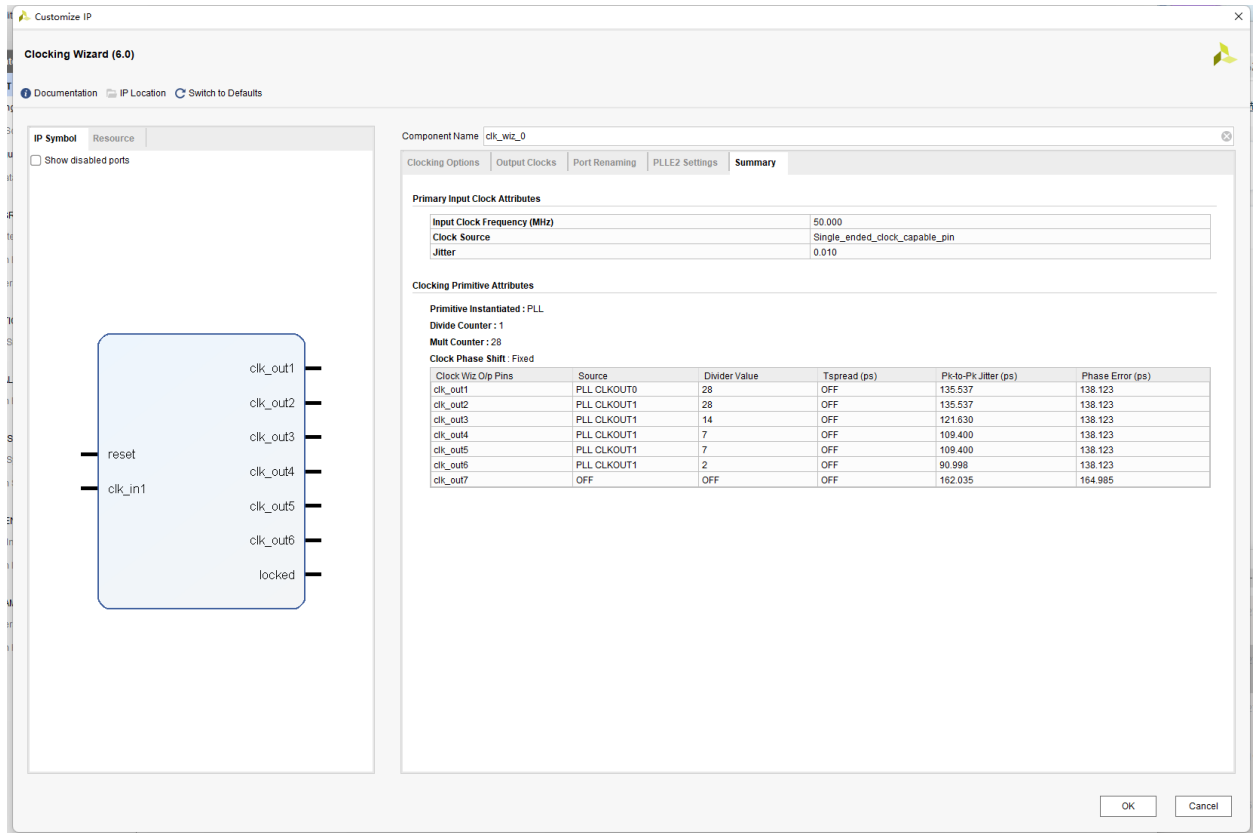 Customize IP
Clocking Wizard (6.0)
Documentation IP Location Switch to Defaults
IP Symbol Resource
Show disabled ports
reset
clk_in1
clk_out1
clk_out2
clk_out3
clk_out4
clk_out5
clk_out6
locked
Component Name clk_wiz_0
Clocking Options Output Clocks Port Renaming PLLE2 Settings Summary
Primary Input Clock Attributes
Input Clock Frequency (MHz) 50.000
Clock Source Single_ended_clock_capable_pin
Jitter 0.010
Clocking Primitive Attributes
Primitive Instantiated : PLL
Divide Counter : 1
Mult Counter : 28
Clock Phase Shift : Fixed
Clock Wiz O/p Pins Source Divider Value Tspread (ps) Pk-to-Pk Jitter (ps) Phase Error (ps)
clk_out1 PLL CLKOUT0 28 OFF 135.537 138.123
clk_out2 PLL CLKOUT1 28 OFF 135.537 138.123
clk_out3 PLL CLKOUT1 14 OFF 121.630 138.123
clk_out4 PLL CLKOUT1 7 OFF 109.400 138.123
clk_out5 PLL CLKOUT1 7 OFF 109.400 138.123
clk_out6 PLL CLKOUT1 2 OFF 90.998 138.123
clk_out7 OFF OFF OFF 162.035 164.985
OK Cancel